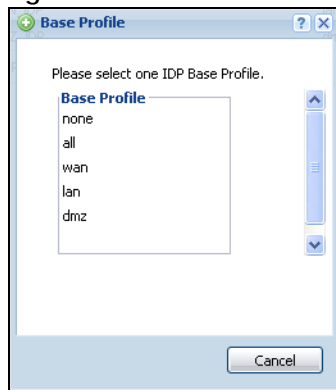 Base Profile
?
X
Please select one IDP Base Profile.
Base Profile
none
all
wan
lan
dmz
Cancel